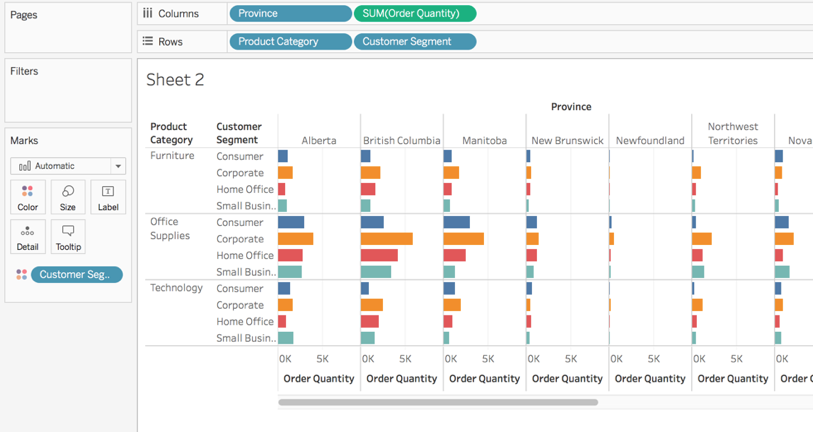 Pages
Columns
Province
SUM(Order Quantity)
Rows
Product Category
Customer Segment
Filters
Marks
Automatic
Color
Size
Label
Detail
Tooltip
Customer Seg..
Sheet 2
Province
Product
Category
Customer
Segment
Alberta
British Columbia
Manitoba
New Brunswick
Newfoundland
Northwest
Territories
Nova
Furniture
Consumer
Corporate
Home Office
Small Busin..
Office
Supplies
Consumer
Corporate
Home Office
Small Busin..
Technology
Consumer
Corporate
Home Office
Small Busin..
0K 5K 0K 5K 0K 5K 0K 5K 0K 5K 0K 5K 0K
Order Quantity Order Quantity Order Quantity Order Quantity Order Quantity Order Quantity Order Q